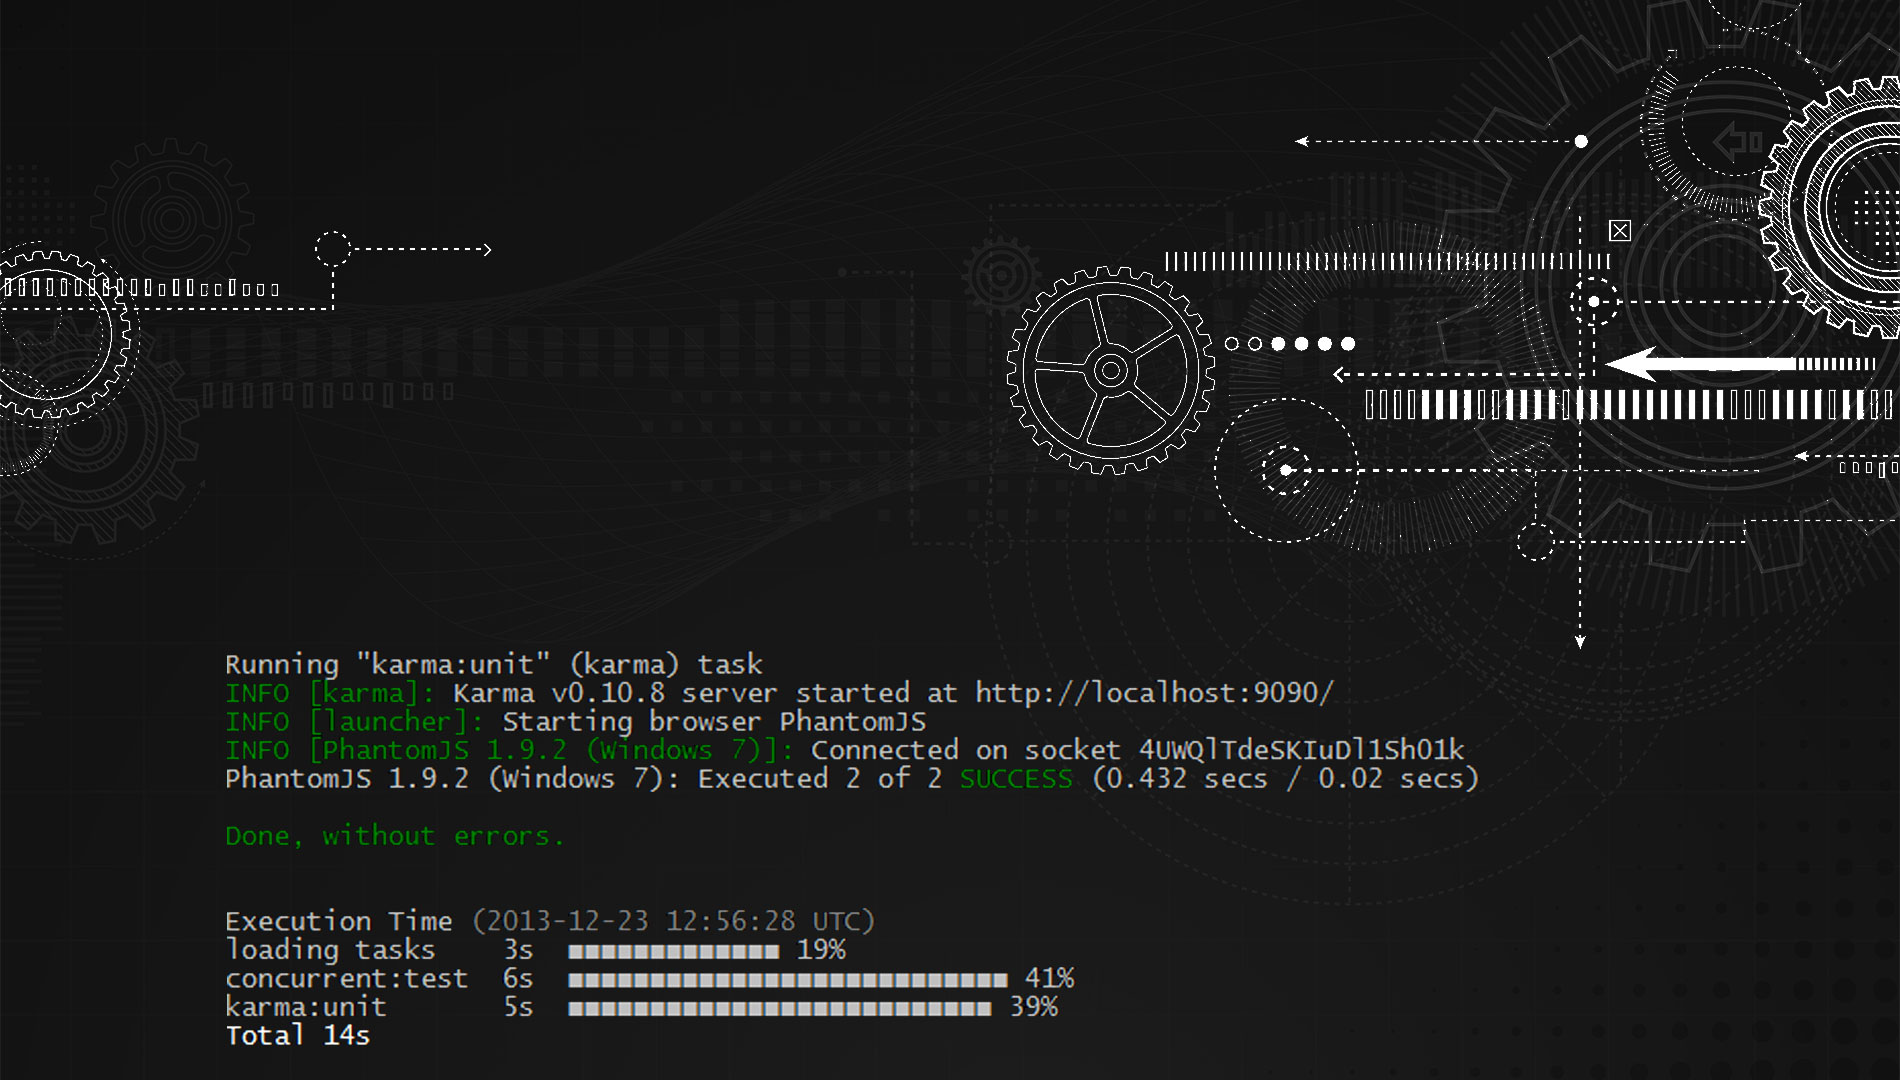 Running "karma:unit" (karma) task
INFO [karma]: Karma v0.10.8 server started at http://localhost:9090/
INFO [launcher]: Starting browser PhantomJS
INFO [PhantomJS 1.9.2 (Windows 7)]: Connected on socket 4UWQlTdeSKIuDl1ShO1k
PhantomJS 1.9.2 (Windows 7): Executed 2 of 2 SUCCESS (0.432 secs / 0.02 secs)
Done, without errors.
Execution Time (2013-12-23 12:56:28 UTC)
loading tasks 3s 19%
concurrent:test 6s 41%
karma:unit 5s 39%
Total 14s